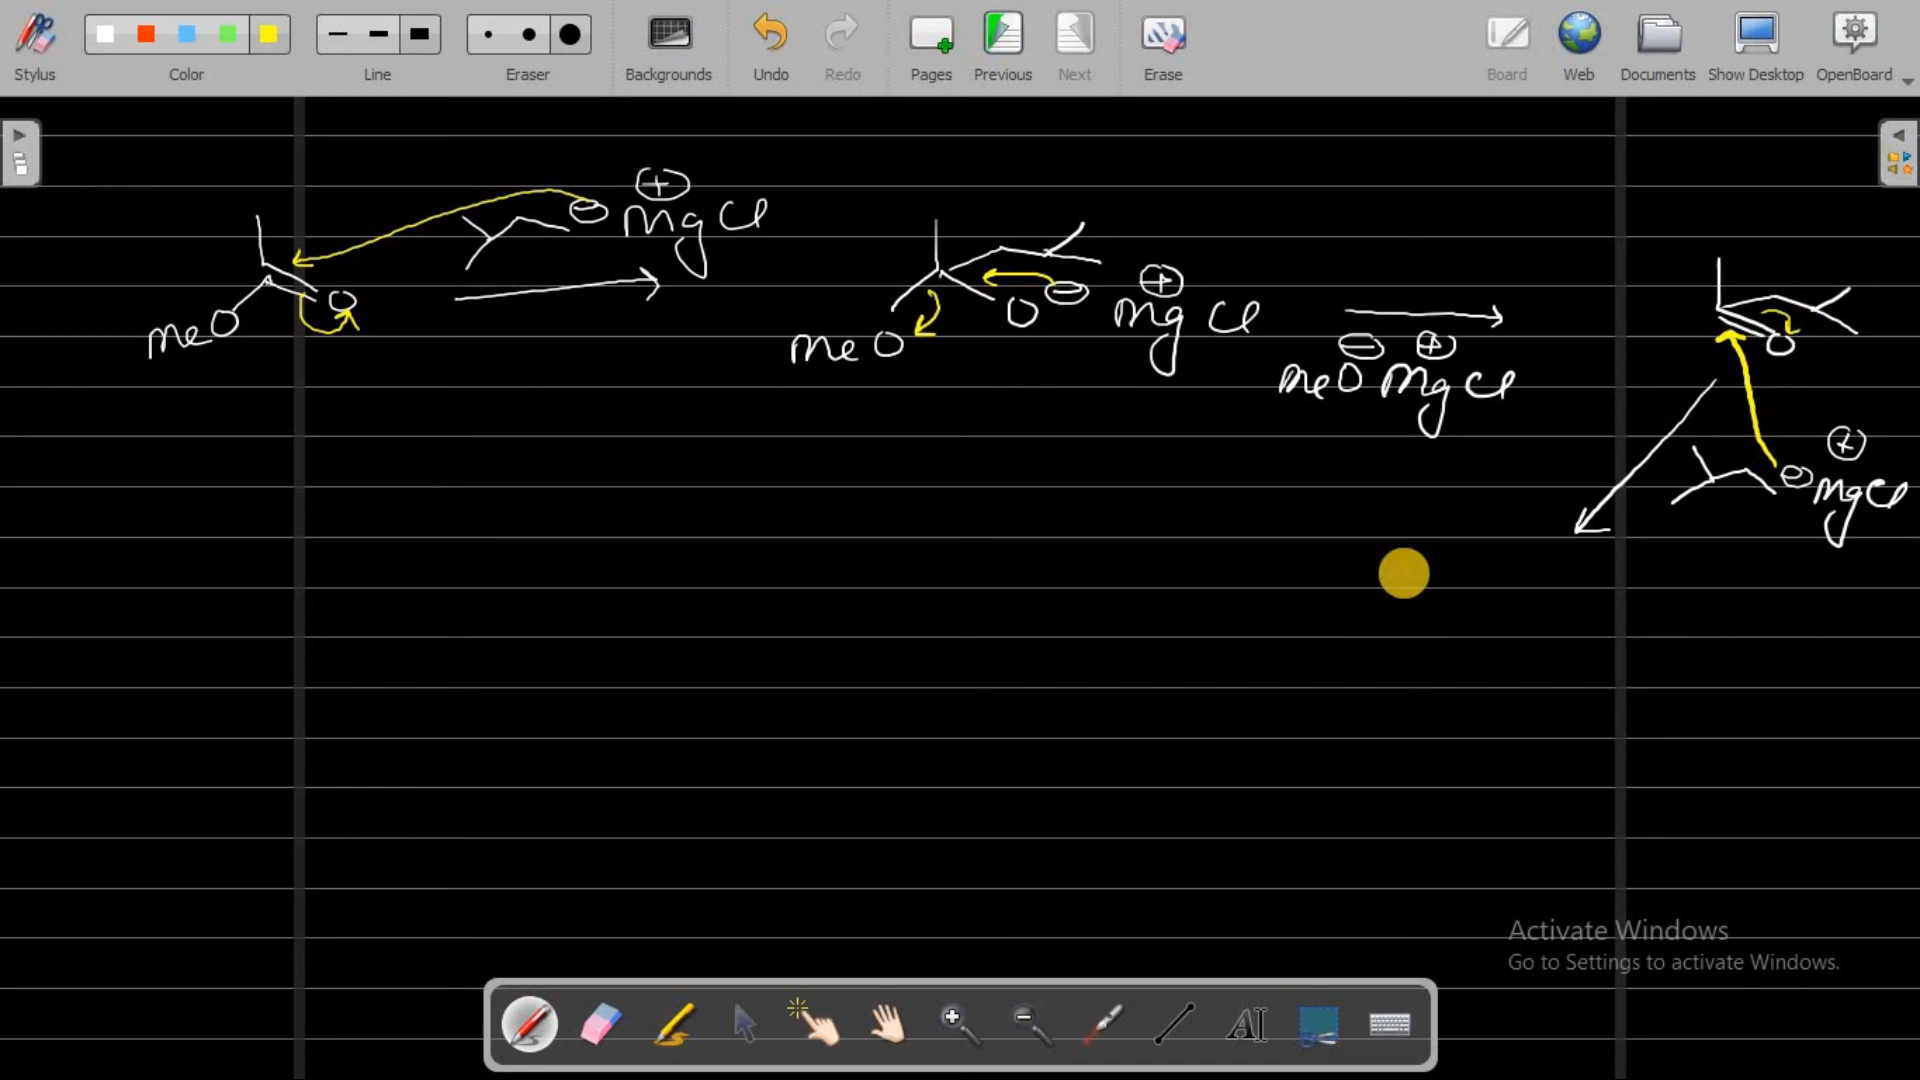 Stylus
Color
Line
Eraser
Backgrounds
Undo
Redo
Pages
Previous
Next
Erase
Board
Web
Documents
Show Desktop
OpenBoard
⊕
⊖ MgCl
O
MeO
⊖ ⊕
O MgCl
MeO
⊖ ⊕
MeO MgCl
O
⊕
⊖ MgCl
AI
Activate Windows
Go to Settings to activate Windows.